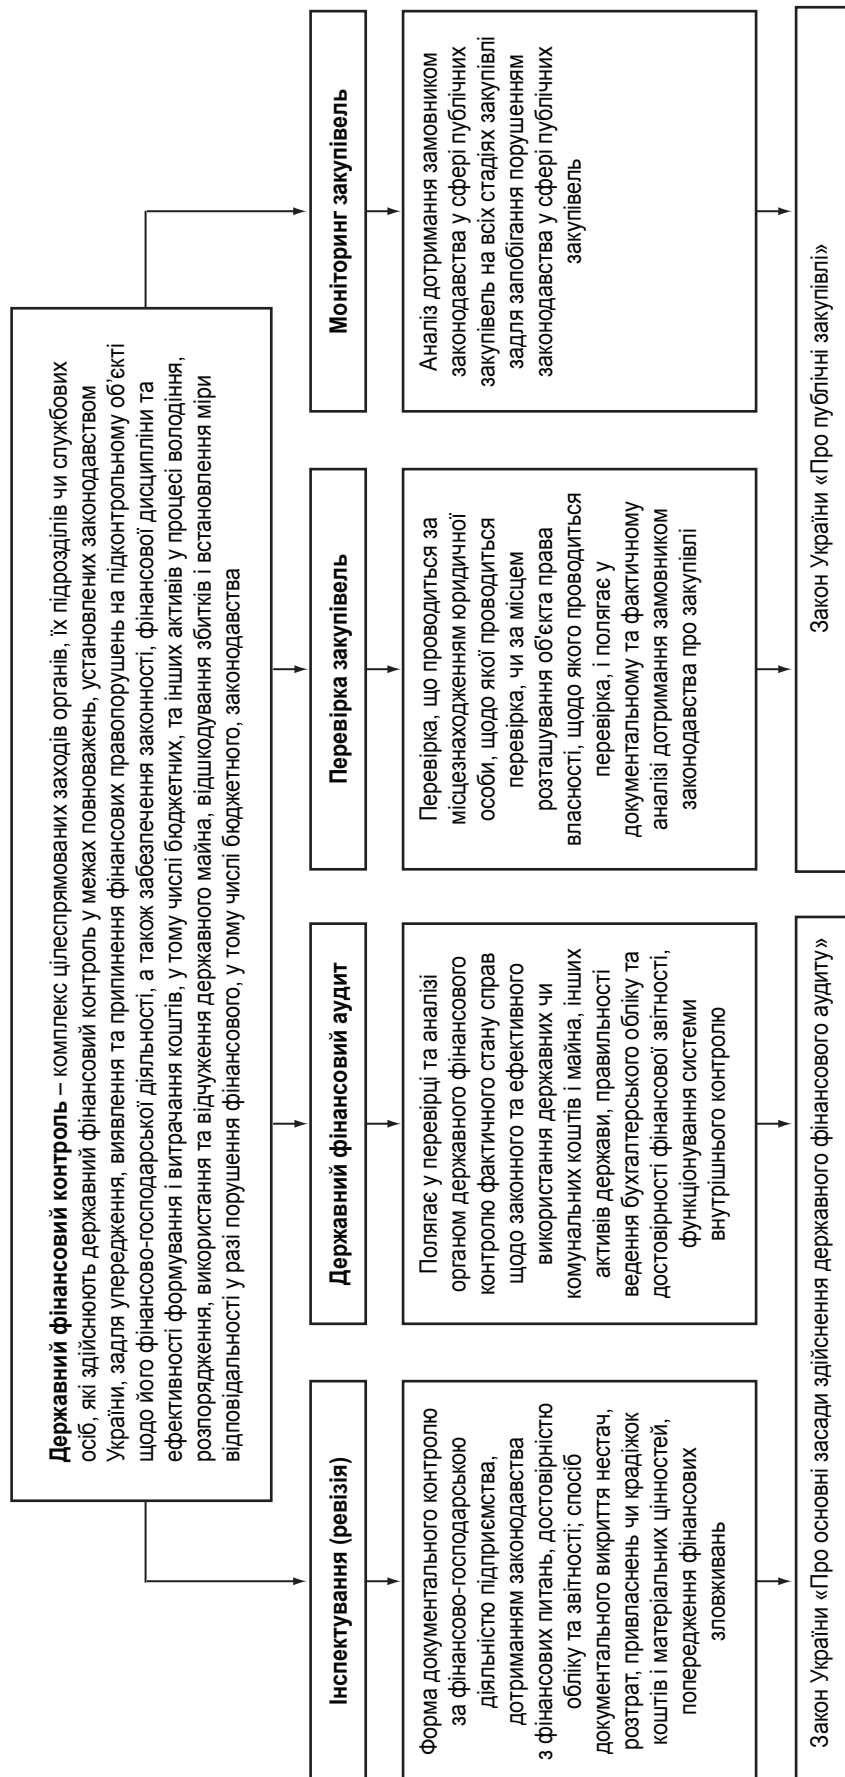 Державний фінансовий контроль – комплекс цілеспрямованих заходів органів, їх підрозділів чи службових
осіб, які здійснюють державний фінансовий контроль у межах повноважень, установлених законодавством
України, задля упередження, виявлення та припинення фінансових правопорушень на підконтрольному об’єкті
щодо його фінансово-господарської діяльності, а також забезпечення законності, фінансової дисципліни та
ефективності формування і витрачання коштів, у тому числі бюджетних, та інших активів у процесі володіння,
розпорядження, використання та відчуження державного майна, відшкодування збитків і встановлення міри
відповідальності у разі порушення фінансового, у тому числі бюджетного, законодавства
Інспектування (ревізія)
Форма документального контролю
за фінансово-господарською
діяльністю підприємства,
дотриманням законодавства
з фінансових питань, достовірністю
обліку та звітності; спосіб
документального викриття нестач,
розтрат, привласнень чи крадіжок
коштів і матеріальних цінностей,
попередження фінансових
зловживань
Державний фінансовий аудит
Полягає у перевірці та аналізі
органом державного фінансового
контролю фактичного стану справ
щодо законного та ефективного
використання державних чи
комунальних коштів і майна, інших
активів держави, правильності
ведення бухгалтерського обліку та
достовірності фінансової звітності,
функціонування системи
внутрішнього контролю
Перевірка закупівель
Перевірка, що проводиться за
місцезнаходженням юридичної
особи, щодо якої проводиться
перевірка, чи за місцем
розташування об'єкта права
власності, щодо якого проводиться
перевірка, і полягає у
документальному та фактичному
аналізі дотримання замовником
законодавства про закупівлі
Моніторинг закупівель
Аналіз дотримання замовником
законодавства у сфері публічних
закупівель на всіх стадіях закупівлі
задля запобігання порушенням
законодавства у сфері публічних
закупівель
Закон України «Про основні засади здійснення державного фінансового аудиту»
Закон України «Про публічні закупівлі»